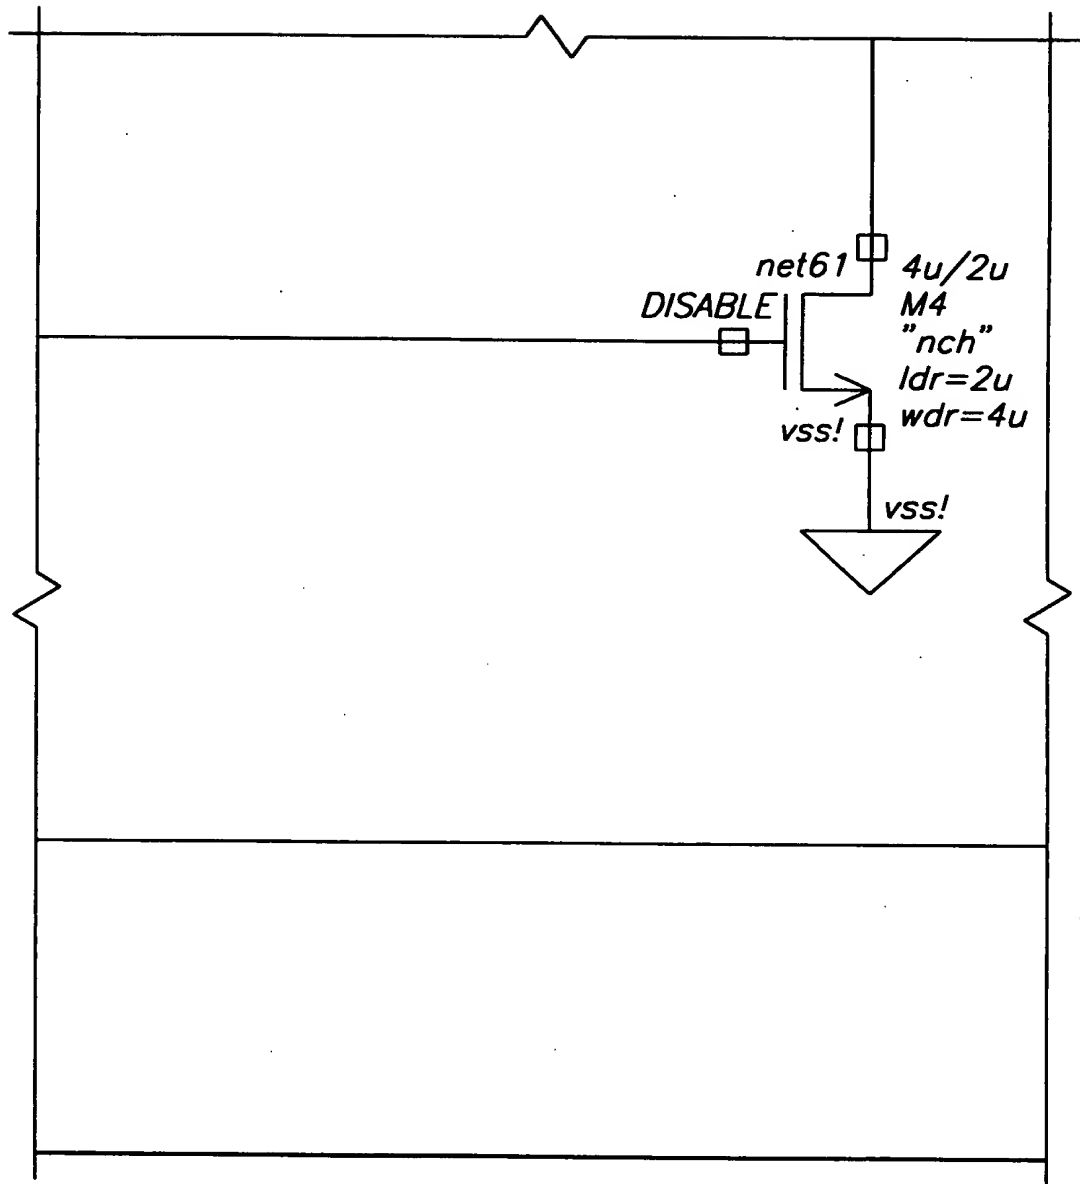 net61
4u/2u
DISABLE
M4
"nch"
ldr=2u
vss!
wdr=4u
vss!